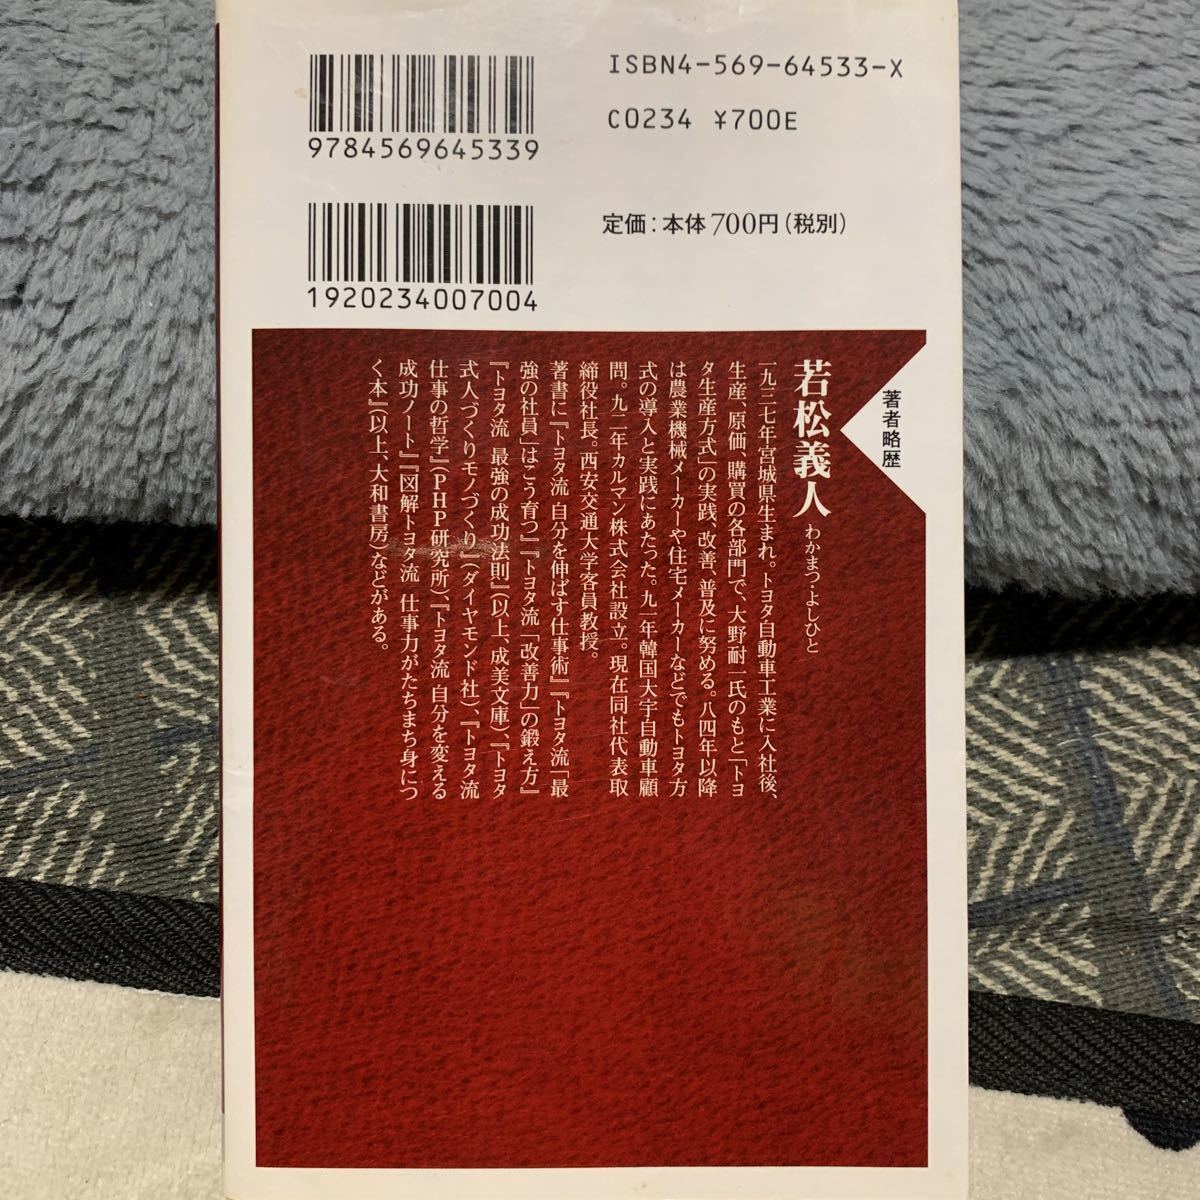 ISBN4-569-64533-X
C0234 ¥700E
9784569645339
定価：本体700円（税別）
1920234007004
著者略歴
若松義人 わかまつ・よしひと
一九三七年宮城県生まれ。トヨタ自動車工業に入社後、
生産、原価、購買の各部門で、大野耐一氏のもと「トヨ
タ生産方式」の実践、改善、普及に努める。八四年以降
は農業機械メーカーや住宅メーカーなどでもトヨタ方
式の導入と実践にあたった。九一年韓国大宇自動車顧
問。九二年カルマン株式会社設立。現在同社代表取
締役社長。西安交通大学客員教授。
著書に『トヨタ流 自分を伸ばす仕事術』『トヨタ流「最
強の社員」はこう育つ』『トヨタ流「改善力」の鍛え方』
『トヨタ流 最強の成功法則』（以上、成美文庫）、『トヨタ
式人づくりモノづくり』（ダイヤモンド社）、『トヨタ流
仕事の哲学』（PHP研究所）、『トヨタ流 自分を変える
成功ノート』『図解トヨタ流 仕事力がたちまち身につ
く本』（以上、大和書房）などがある。